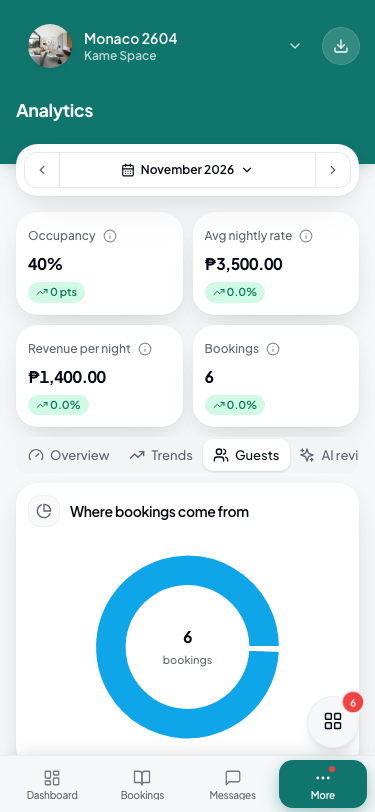 Monaco 2604
Kame Space
Analytics
November 2026
Occupancy
40%
0 pts
Avg nightly rate
₱3,500.00
0.0%
Revenue per night
₱1,400.00
0.0%
Bookings
6
0.0%
Overview Trends Guests AI revi
Where bookings come from
6
bookings
6
Dashboard Bookings Messages More